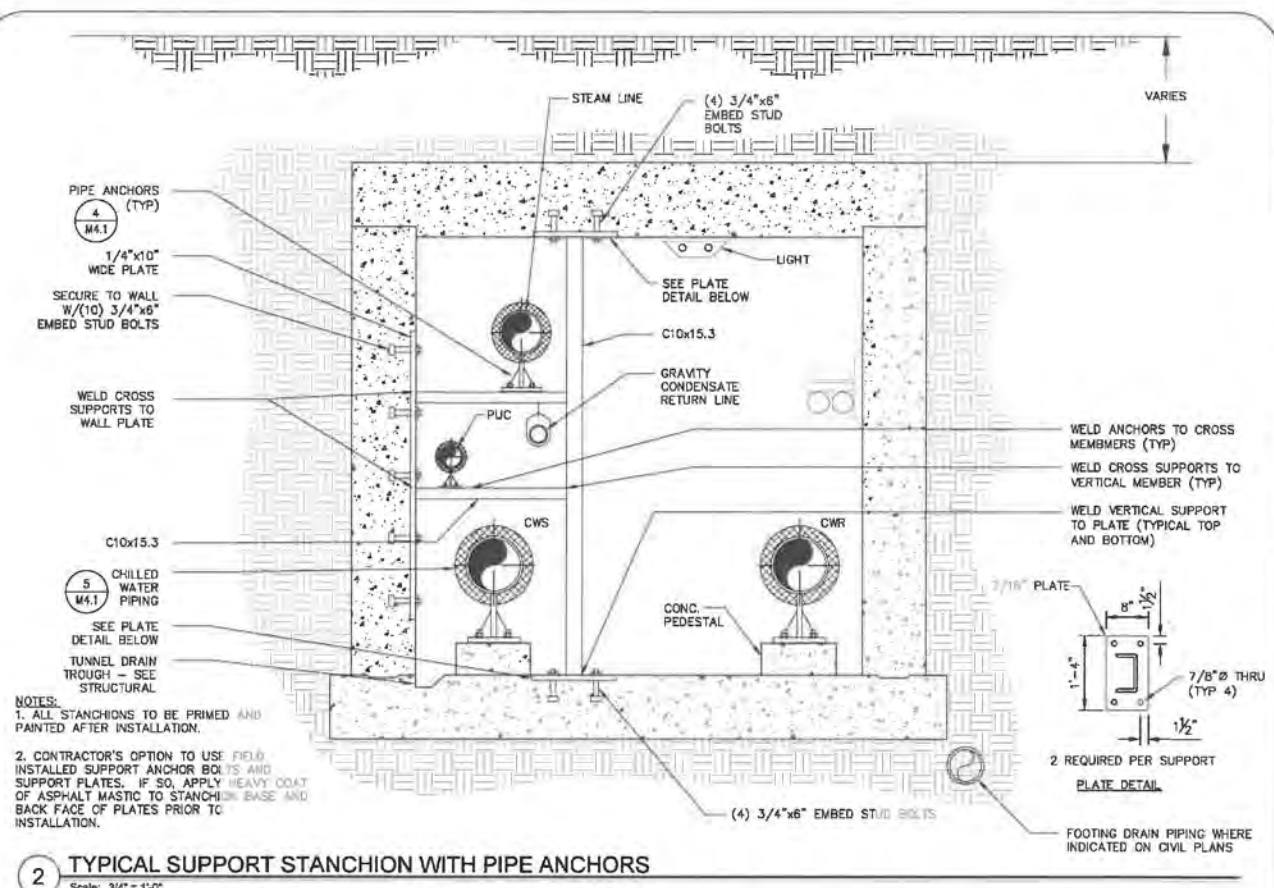 STEAM LINE
(4) 3/4"x6"
EMBED STUD
BOLTS
VARIES
PIPE ANCHORS
(TYP)
4
M4.1
1/4"x10"
WIDE PLATE
SECURE TO WALL
W/(10) 3/4"x6"
EMBED STUD BOLTS
WELD CROSS
SUPPORTS TO
WALL PLATE
LIGHT
SEE PLATE
DETAIL BELOW
C10x15.3
GRAVITY
CONDENSATE
RETURN LINE
PUC
WELD ANCHORS TO CROSS
MEMBMERS (TYP)
WELD CROSS SUPPORTS TO
VERTICAL MEMBER (TYP)
WELD VERTICAL SUPPORT
TO PLATE (TYPICAL TOP
AND BOTTOM)
C10x15.3
CWS
CWR
5
M4.1
CHILLED
WATER
PIPING
SEE PLATE
DETAIL BELOW
TUNNEL DRAIN
TROUGH – SEE
STRUCTURAL
CONC.
PEDESTAL
7/16" PLATE
8"
1½"
1'-4"
7/8"Ø THRU
(TYP 4)
1½"
2 REQUIRED PER SUPPORT
PLATE DETAIL
NOTES:
1. ALL STANCHIONS TO BE PRIMED AND
PAINTED AFTER INSTALLATION.
2. CONTRACTOR'S OPTION TO USE FIELD
INSTALLED SUPPORT ANCHOR BOLTS AND
SUPPORT PLATES. IF SO, APPLY HEAVY COAT
OF ASPHALT MASTIC TO STANCHION BASE AND
BACK FACE OF PLATES PRIOR TO
INSTALLATION.
(4) 3/4"x6" EMBED STUD BOLTS
FOOTING DRAIN PIPING WHERE
INDICATED ON CIVIL PLANS
2 TYPICAL SUPPORT STANCHION WITH PIPE ANCHORS
Scale: 3/4" = 1'-0"